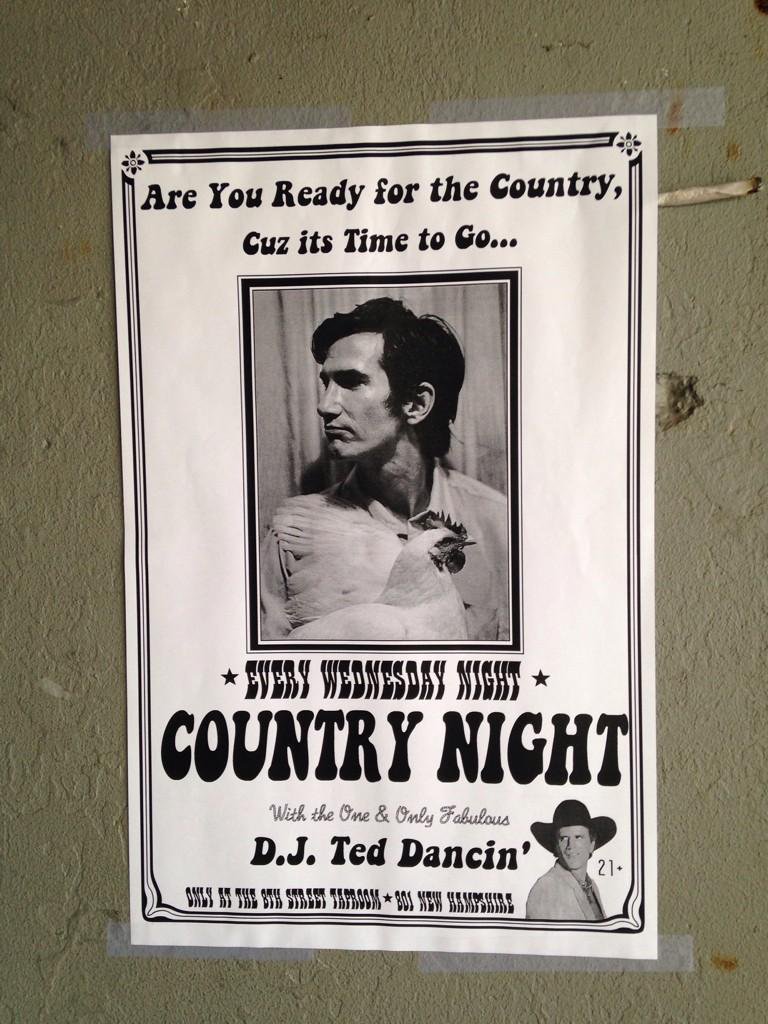 Are You Ready for the Country,
Cuz its Time to Go...
★ EVERY WEDNESDAY NIGHT ★
COUNTRY NIGHT
With the One & Only Fabulous
D.J. Ted Dancin'
21+
ONLY AT THE 8TH STREET TAPROOM ★ 801 NEW HAMPSHIRE